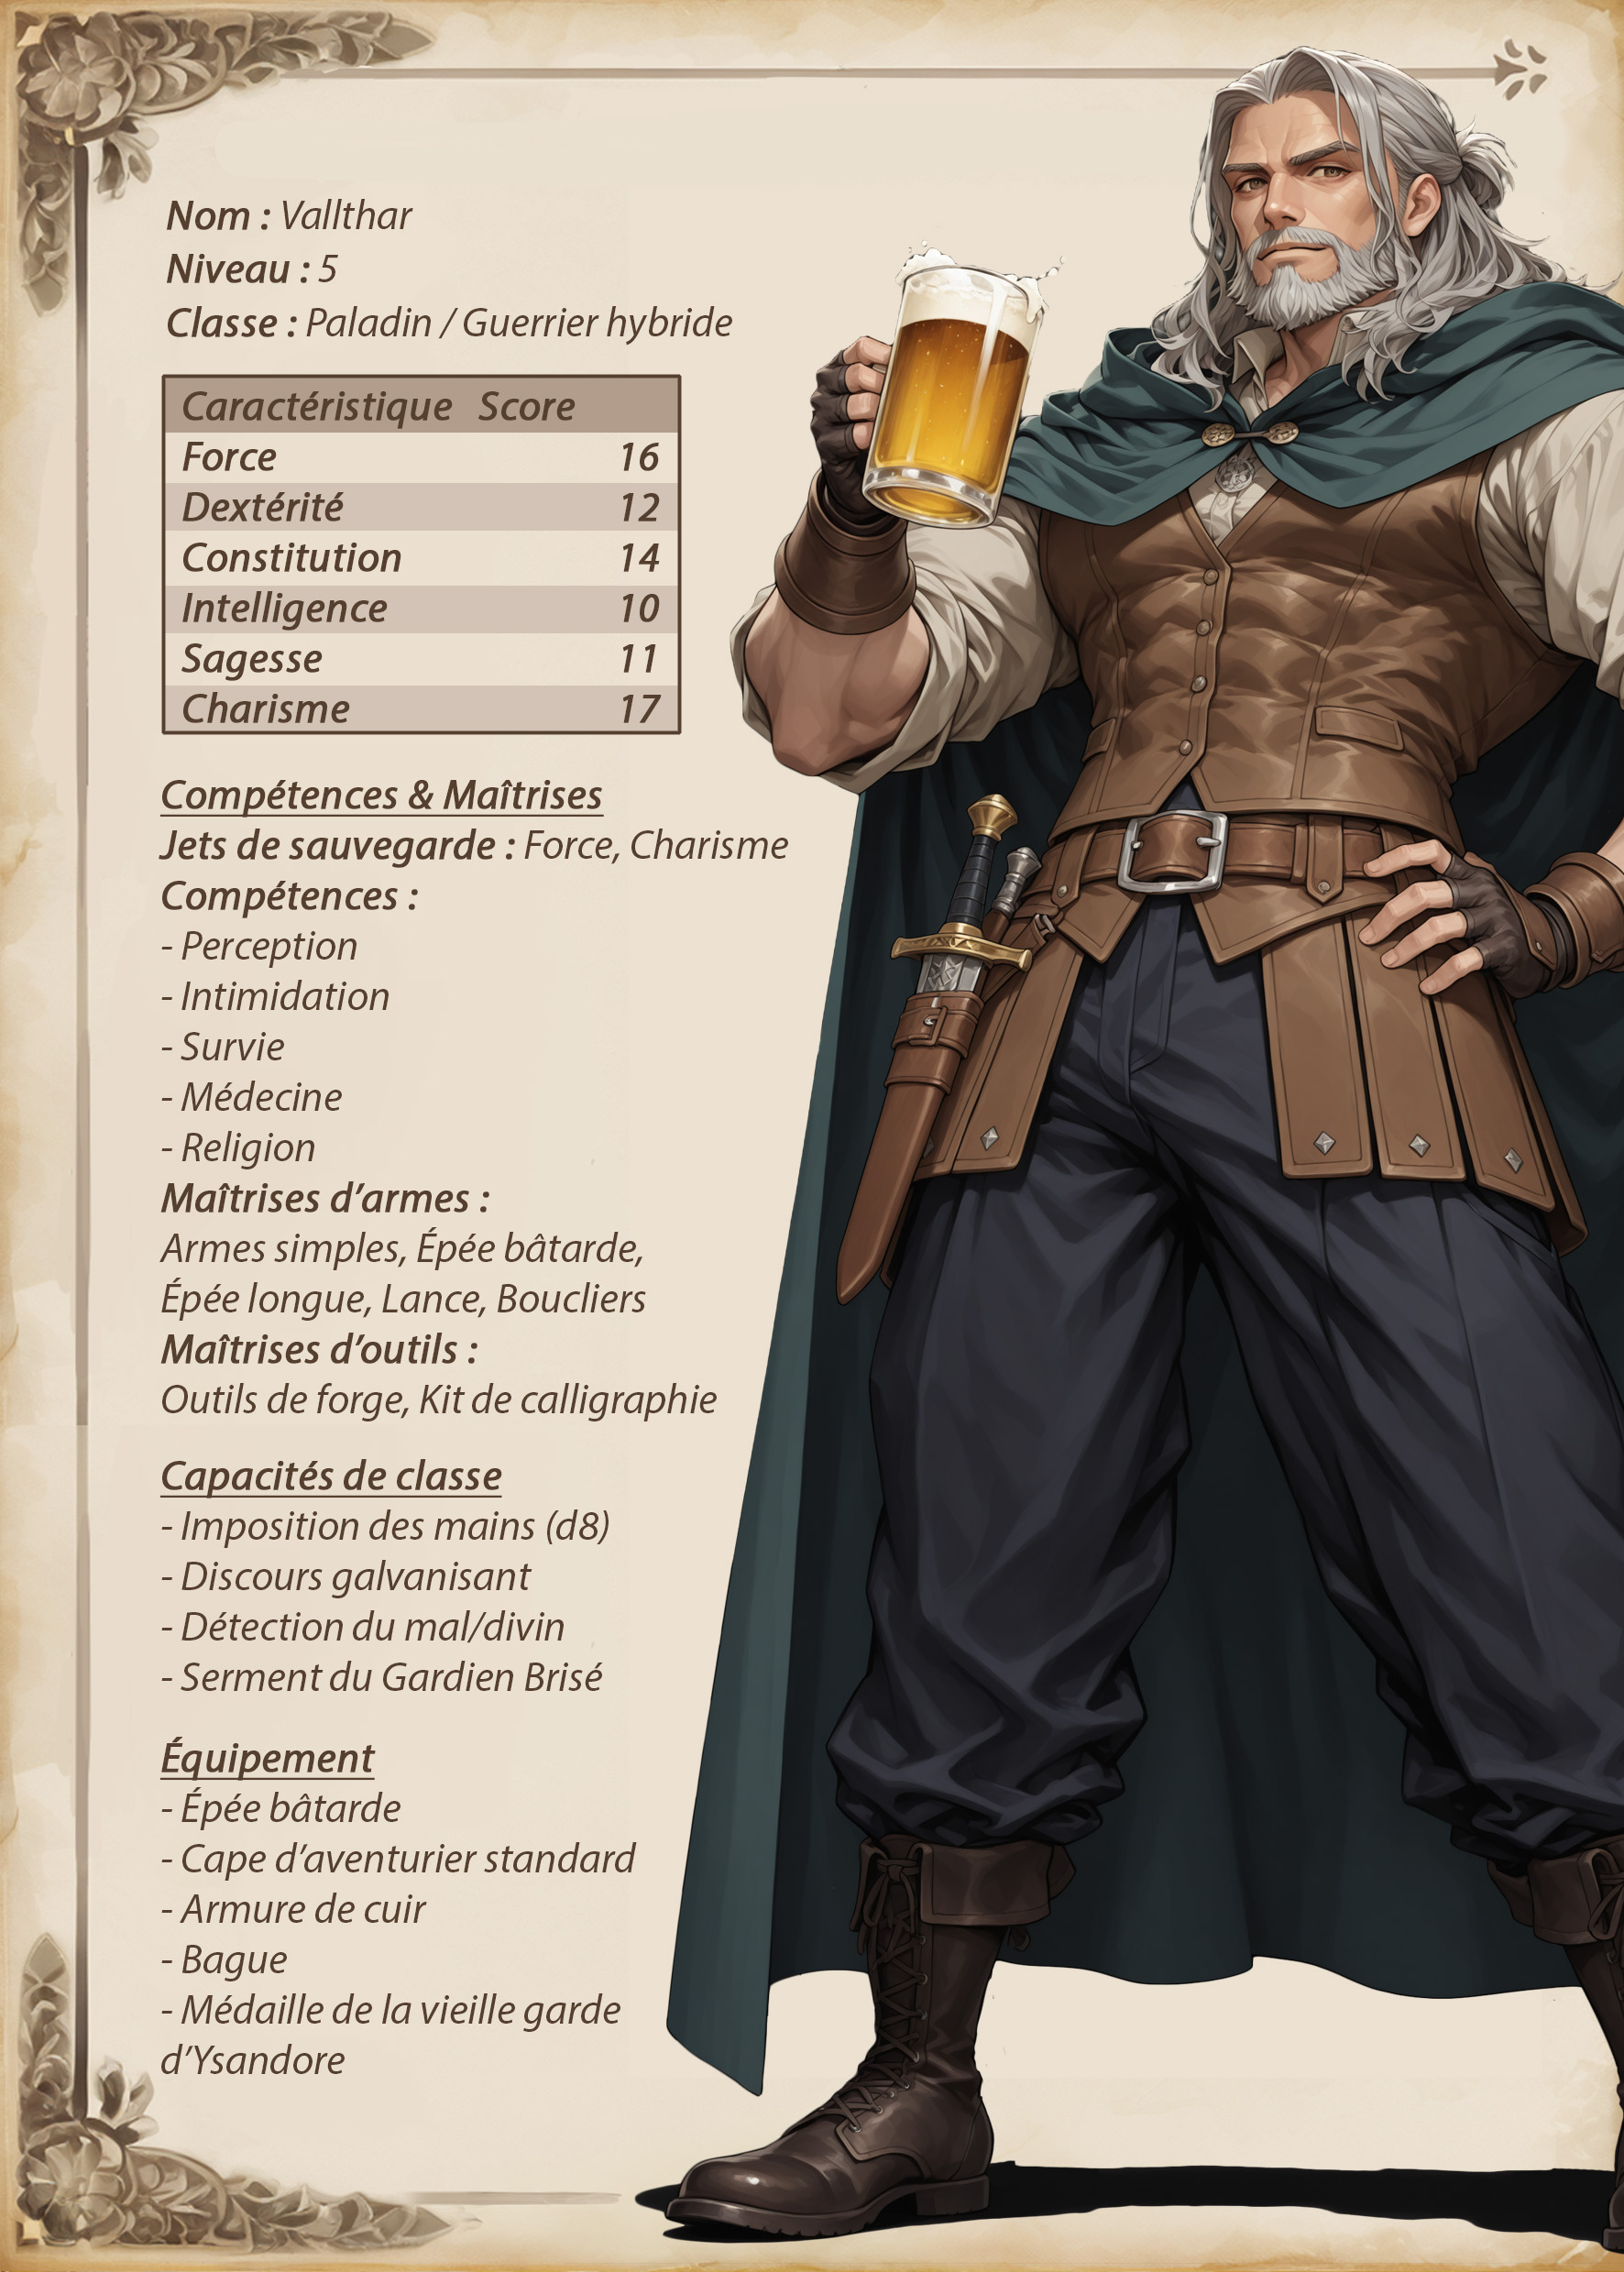 Nom : Vallthar
Niveau : 5
Classe : Paladin / Guerrier hybride
Caractéristique Score
Force 16
Dextérité 12
Constitution 14
Intelligence 10
Sagesse 11
Charisme 17
Compétences & Maîtrises
Jets de sauvegarde : Force, Charisme
Compétences :
- Perception
- Intimidation
- Survie
- Médecine
- Religion
Maîtrises d’armes :
Armes simples, Épée bâtarde,
Épée longue, Lance, Boucliers
Maîtrises d’outils :
Outils de forge, Kit de calligraphie
Capacités de classe
- Imposition des mains (d8)
- Discours galvanisant
- Détection du mal/divin
- Serment du Gardien Brisé
Équipement
- Épée bâtarde
- Cape d’aventurier standard
- Armure de cuir
- Bague
- Médaille de la vieille garde
d’Ysandore